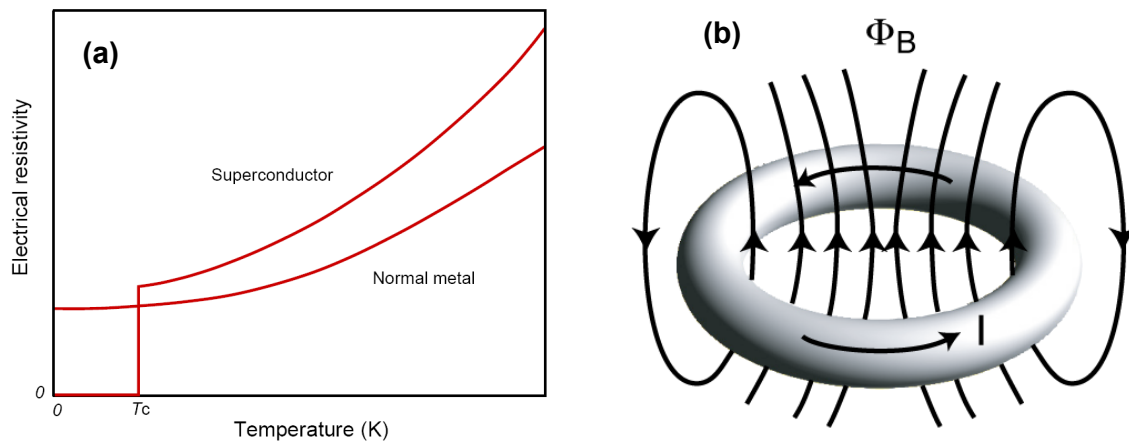 (a)
Electrical resistivity
Superconductor
Normal metal
0
0
Tc
Temperature (K)
(b)
ΦB
I